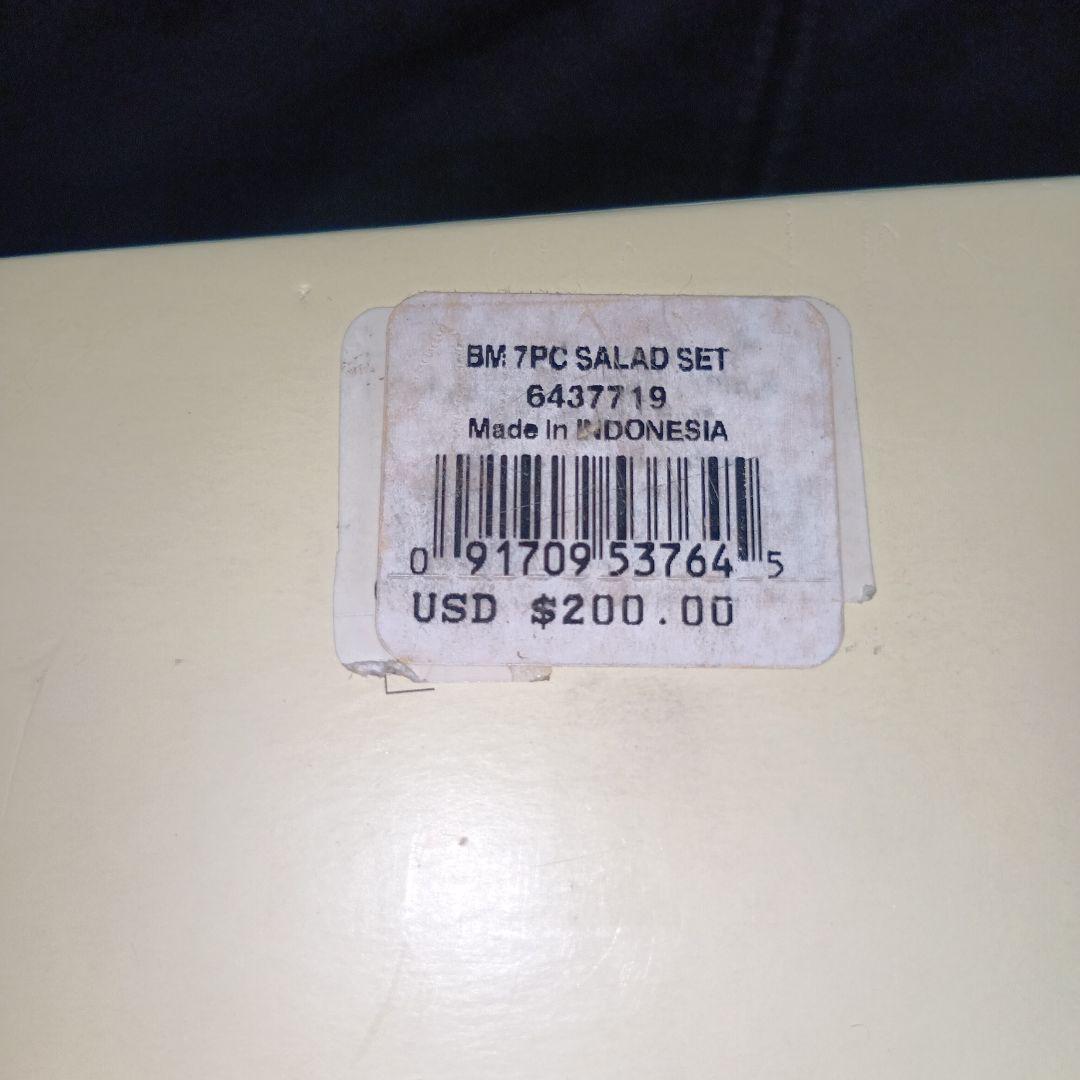 BM 7PC SALAD SET
6437719
Made in INDONESIA
0 91709 53764 5
USD $200.00